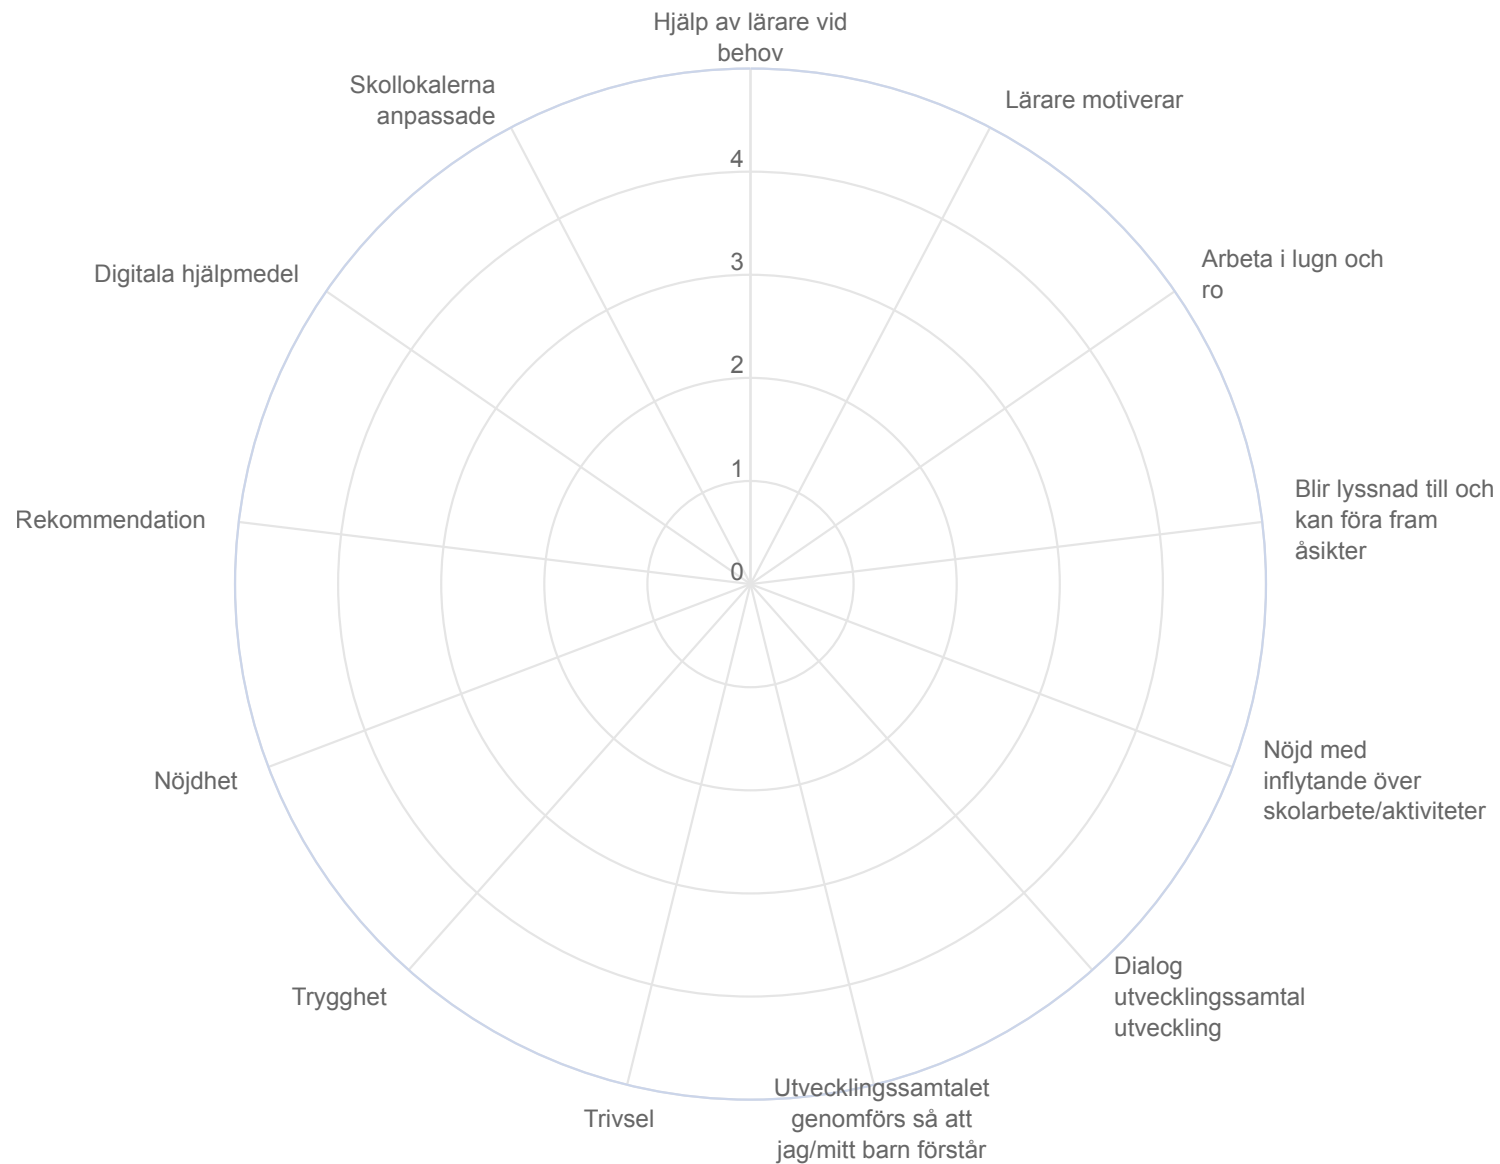 Hjälp av lärare vid
behov
Lärare motiverar
Arbeta i lugn och
ro
Blir lyssnad till och
kan föra fram
åsikter
Nöjd med
inflytande över
skolarbete/aktiviteter
Dialog
utvecklingssamtal
utveckling
Utvecklingssamtalet
genomförs så att
jag/mitt barn förstår
Trivsel
Trygghet
Nöjdhet
Rekommendation
Digitala hjälpmedel
Skollokalerna
anpassade
4
3
2
1
0